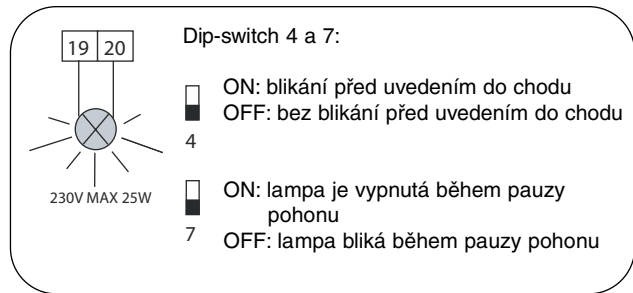 19 20
230V MAX 25W
Dip-switch 4 a 7:
ON: blikání před uvedením do chodu
OFF: bez blikání před uvedením do chodu
4
ON: lampa je vypnutá během pauzy
pohonu
OFF: lampa bliká během pauzy pohonu
7